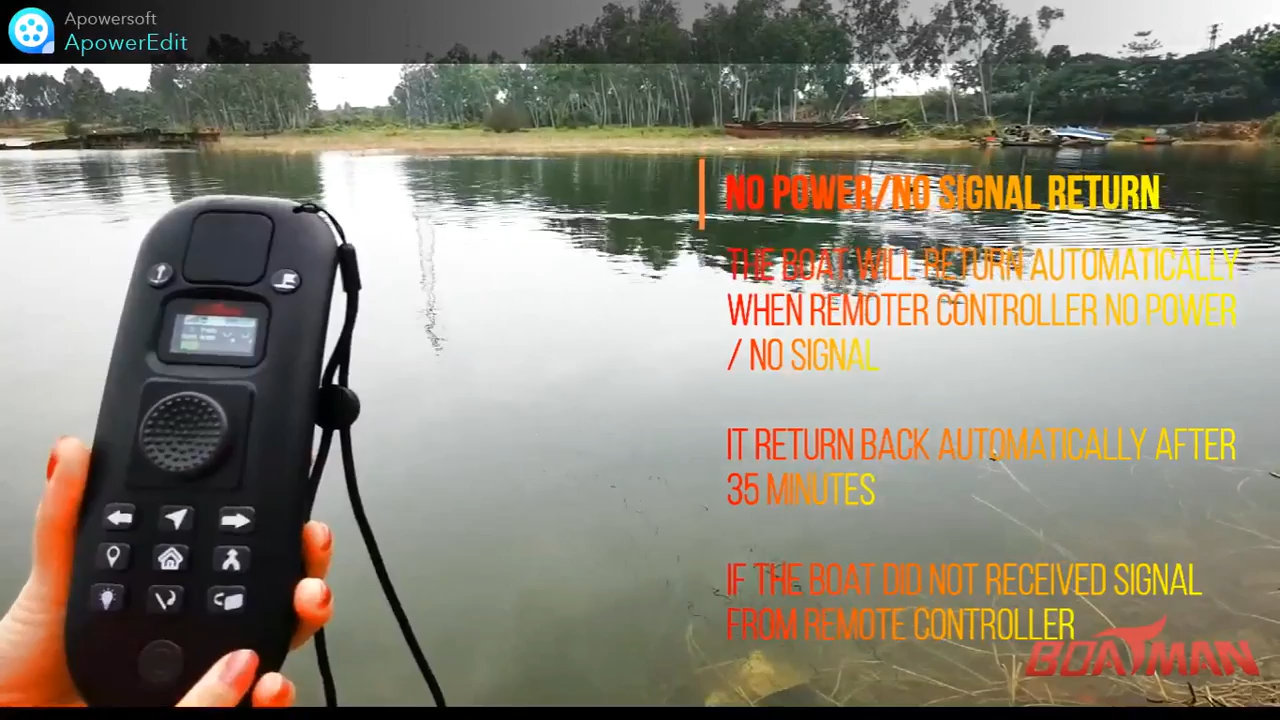 Apowersoft
ApowerEdit
NO POWER/NO SIGNAL RETURN
THE BOAT WILL RETURN AUTOMATICALLY
WHEN REMOTER CONTROLLER NO POWER
/ NO SIGNAL
IT RETURN BACK AUTOMATICALLY AFTER
35 MINUTES
IF THE BOAT DID NOT RECEIVED SIGNAL
FROM REMOTE CONTROLLER
BOATMAN